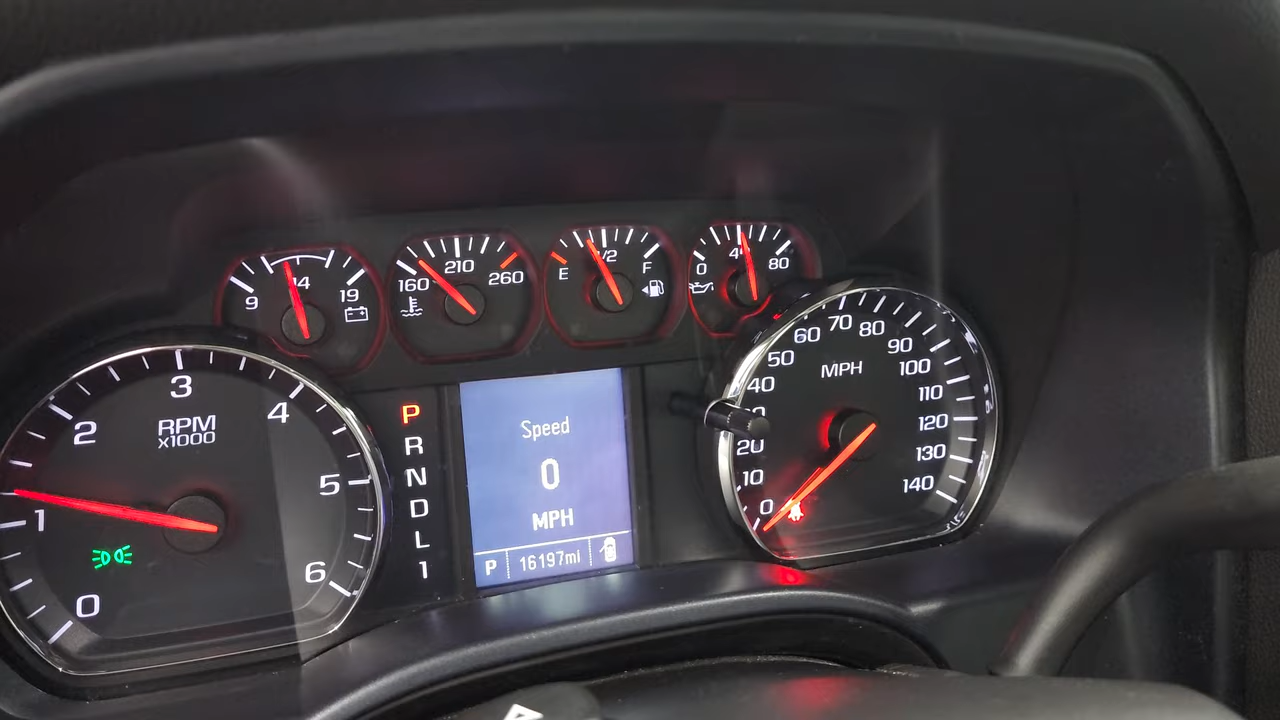 9 14 19
160 210 260
E 1/2 F
0 40 80
0 1 2 3 4 5 6
RPM
x1000
P
R
N
D
L
1
Speed
0
MPH
P 16197mi
MPH
0 10 20 40 50 60 70 80 90 100 110 120 130 140